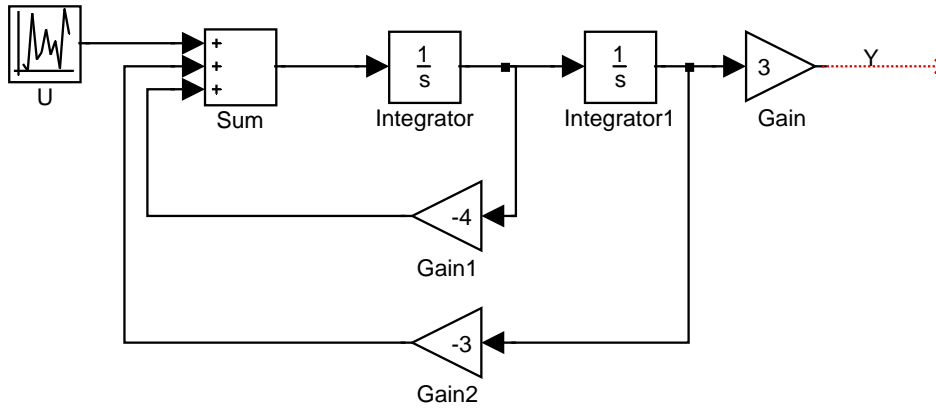 U
+
+
+
Sum
1
s
Integrator
1
s
Integrator1
3
Gain
Y
-4
Gain1
-3
Gain2